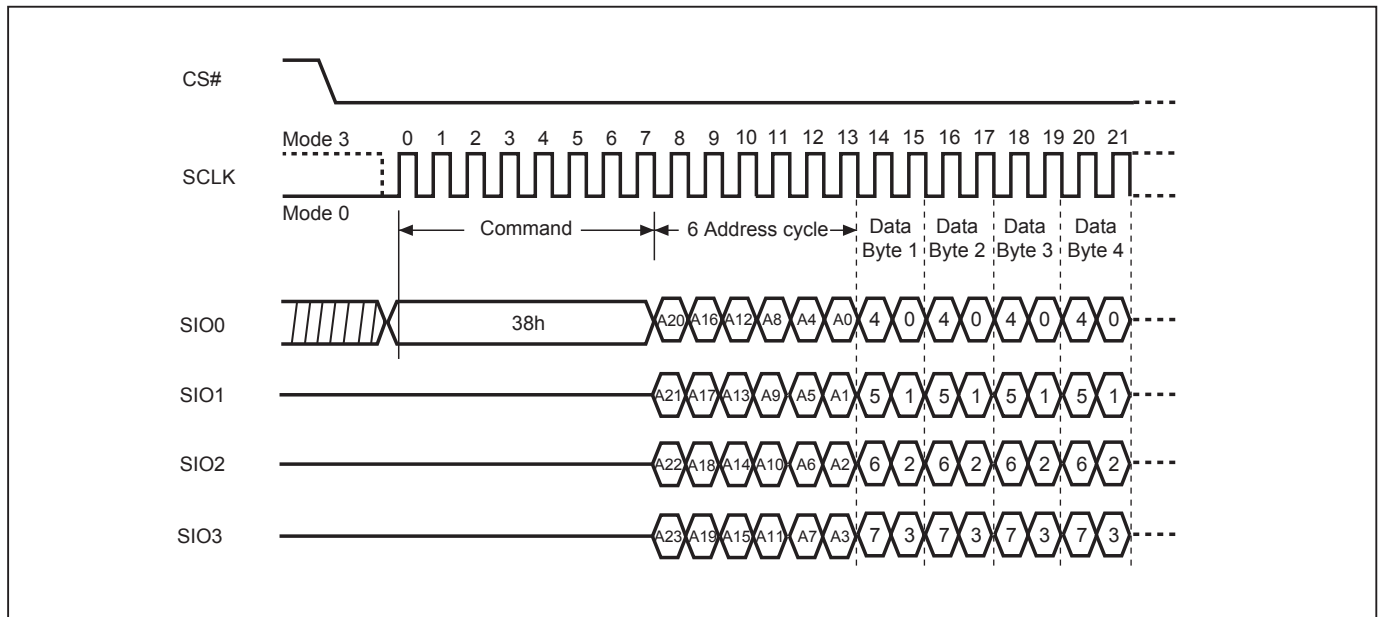 CS#
Mode 3
0 1 2 3 4 5 6 7 8 9 10 11 12 13 14 15 16 17 18 19 20 21
SCLK
Mode 0
Command
6 Address cycle
Data Byte 1
Data Byte 2
Data Byte 3
Data Byte 4
SIO0
38h
A20 A16 A12 A8 A4 A0 4 0 4 0 4 0 4 0
SIO1
A21 A17 A13 A9 A5 A1 5 1 5 1 5 1 5 1
SIO2
A22 A18 A14 A10 A6 A2 6 2 6 2 6 2 6 2
SIO3
A23 A19 A15 A11 A7 A3 7 3 7 3 7 3 7 3